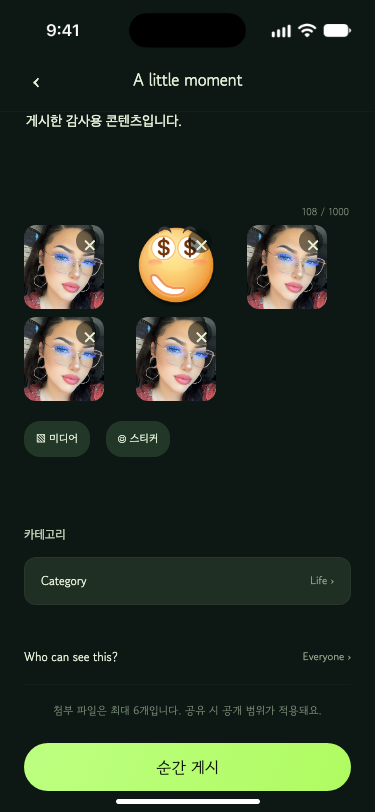 9:41
A little moment
게시한 감사용 콘텐츠입니다.
108 / 1000
미디어
스티커
카테고리
Category
Life ›
Who can see this?
Everyone ›
첨부 파일은 최대 6개입니다. 공유 시 공개 범위가 적용돼요.
순간 게시